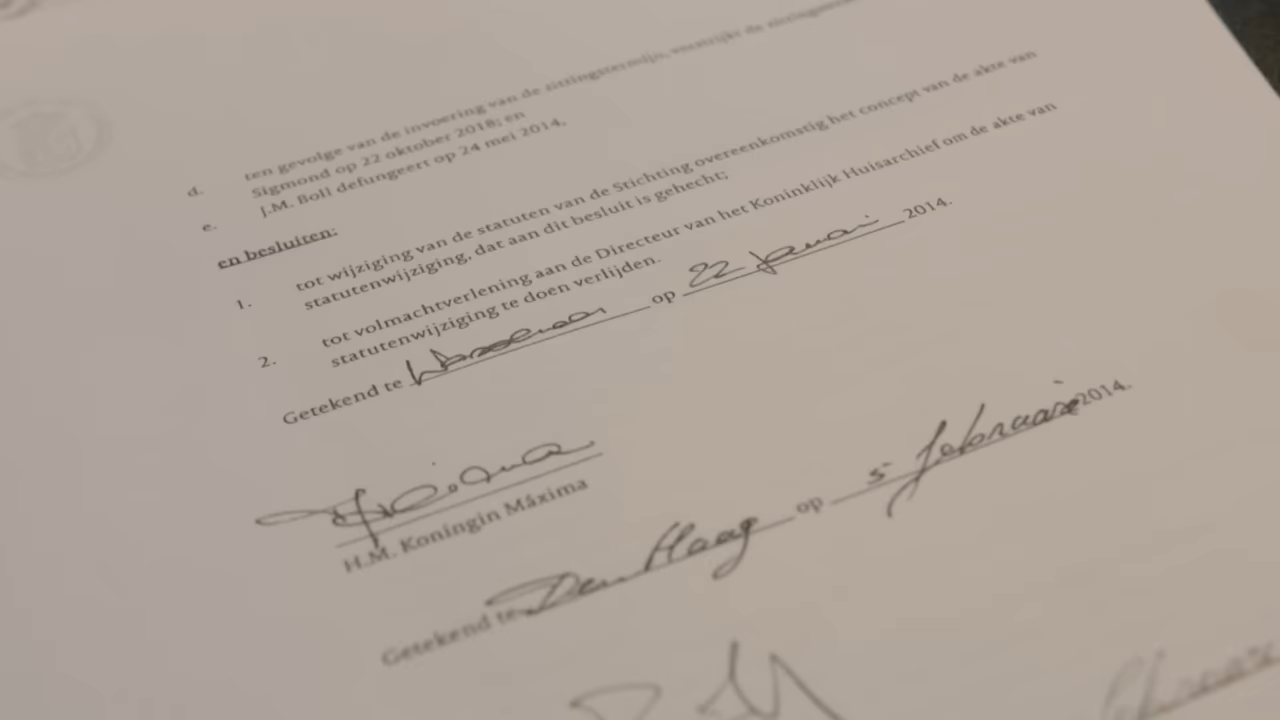 ten gevolge van de invoering van de zittingstermijn, verstrijkt de
Sigmond op 22 oktober 2018; en
d.
J.M. Boll defungeert op 24 mei 2014,
e.
en besluiten:
1. tot wijziging van de statuten van de Stichting overeenkomstig het concept van de akte van
statutenwijziging, dat aan dit besluit is gehecht;
2. tot volmachtverlening aan de Directeur van het Koninklijk Huisarchief om de akte van
statutenwijziging te doen verlijden.
Getekend te Wassenaar op 22 januari 2014.
H.M. Koningin Máxima
Getekend te Den Haag op 5 februari 2014.